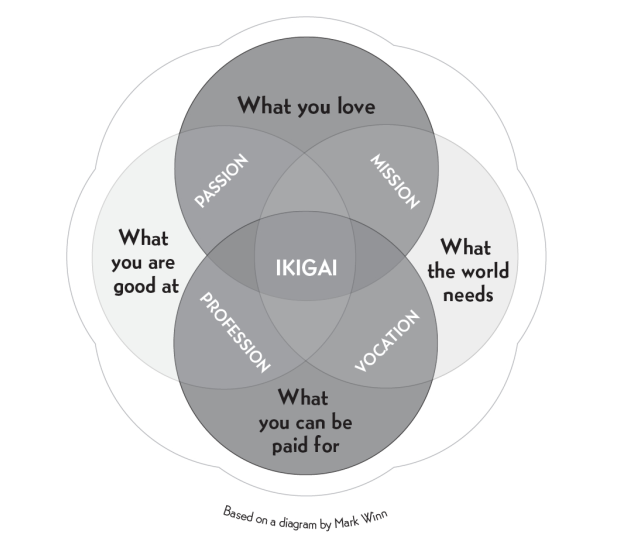 What you love
PASSION
MISSION
What
you are
good at
IKIGAI
What
the world
needs
PROFESSION
VOCATION
What
you can be
paid for
Based on a diagram by Mark Winn